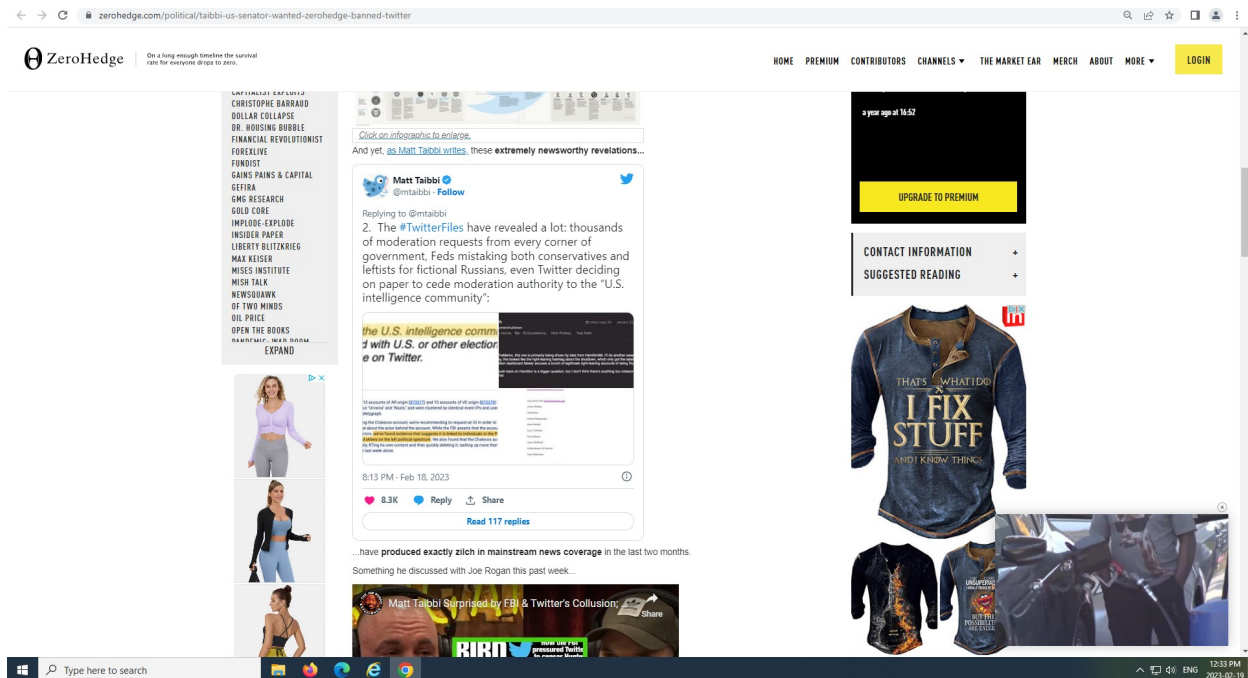 zerohedge.com/political/taibbi-us-senator-wanted-zerohedge-banned-twitter
ZeroHedge
On a long enough timeline the survival
rate for everyone drops to zero.
HOME PREMIUM CONTRIBUTORS CHANNELS THE MARKET EAR MERCH ABOUT MORE LOGIN
CAPITALIST EXPLOITS
CHRISTOPHE BARRAUD
DOLLAR COLLAPSE
DR. HOUSING BUBBLE
FINANCIAL REVOLUTIONIST
FOREXLIVE
FUNDIST
GAINS PAINS & CAPITAL
GEFIRA
GMG RESEARCH
GOLD CORE
IMPLODE-EXPLODE
INSIDER PAPER
LIBERTY BLITZKRIEG
MAX KEISER
MISES INSTITUTE
MISH TALK
NEWSQUAWK
OF TWO MINDS
OIL PRICE
OPEN THE BOOKS
PANDEMIC- WAR ROOM
EXPAND
Click on infographic to enlarge.
And yet, as Matt Taibbi writes, these extremely newsworthy revelations...
Matt Taibbi
@mtaibbi · Follow
Replying to @mtaibbi
2. The #TwitterFiles have revealed a lot: thousands
of moderation requests from every corner of
government, Feds mistaking both conservatives and
leftists for fictional Russians, even Twitter deciding
on paper to cede moderation authority to the “U.S.
intelligence community”:
the U.S. intelligence comm
d with U.S. or other election
e on Twitter.
8:13 PM · Feb 18, 2023
8.3K Reply Share
Read 117 replies
...have produced exactly zilch in mainstream news coverage in the last two months.
Something he discussed with Joe Rogan this past week...
Matt Taibbi Surprised by FBI & Twitter's Collusion;
Share
BIRD
How the FBI
pressured Twitte
a year ago at 16:52
UPGRADE TO PREMIUM
CONTACT INFORMATION +
SUGGESTED READING +
THAT'S WHAT I DO
I FIX
STUFF
AND I KNOW THINGS
Type here to search
ENG
12:33 PM
2023-02-19